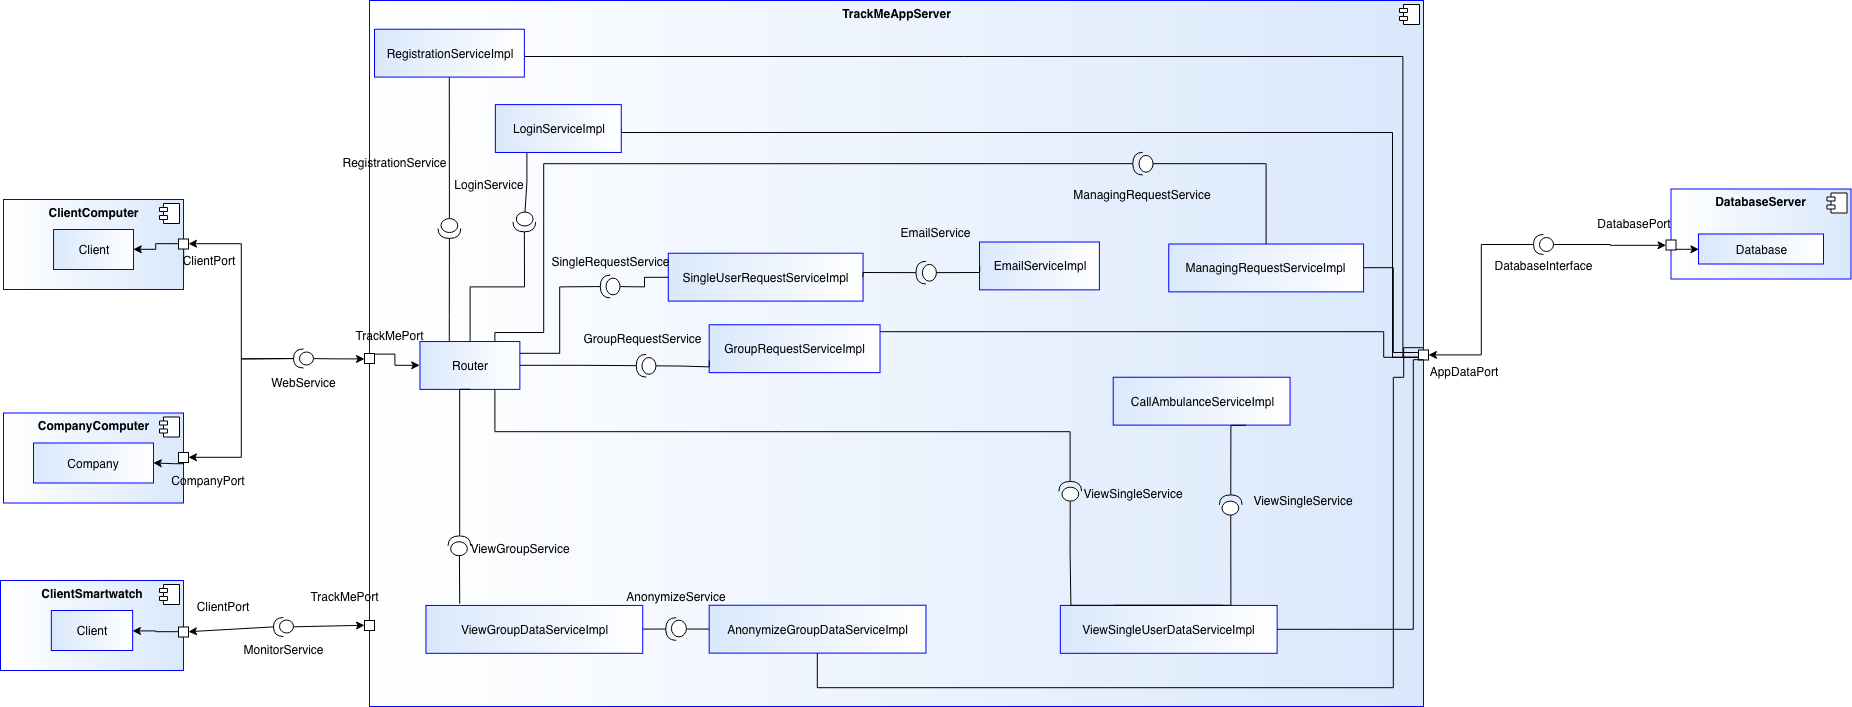 TrackMeAppServer
RegistrationServiceImpl
LoginServiceImpl
RegistrationService
LoginService
ManagingRequestService
ClientComputer
Client
ClientPort
EmailService
SingleRequestService
SingleUserRequestServiceImpl
EmailServiceImpl
ManagingRequestServiceImpl
DatabaseServer
DatabasePort
Database
DatabaseInterface
TrackMePort
WebService
Router
GroupRequestService
GroupRequestServiceImpl
AppDataPort
CallAmbulanceServiceImpl
CompanyComputer
Company
CompanyPort
ViewSingleService
ViewSingleService
ViewGroupService
ClientSmartwatch
Client
ClientPort
TrackMePort
MonitorService
AnonymizeService
ViewGroupDataServiceImpl
AnonymizeGroupDataServiceImpl
ViewSingleUserDataServiceImpl